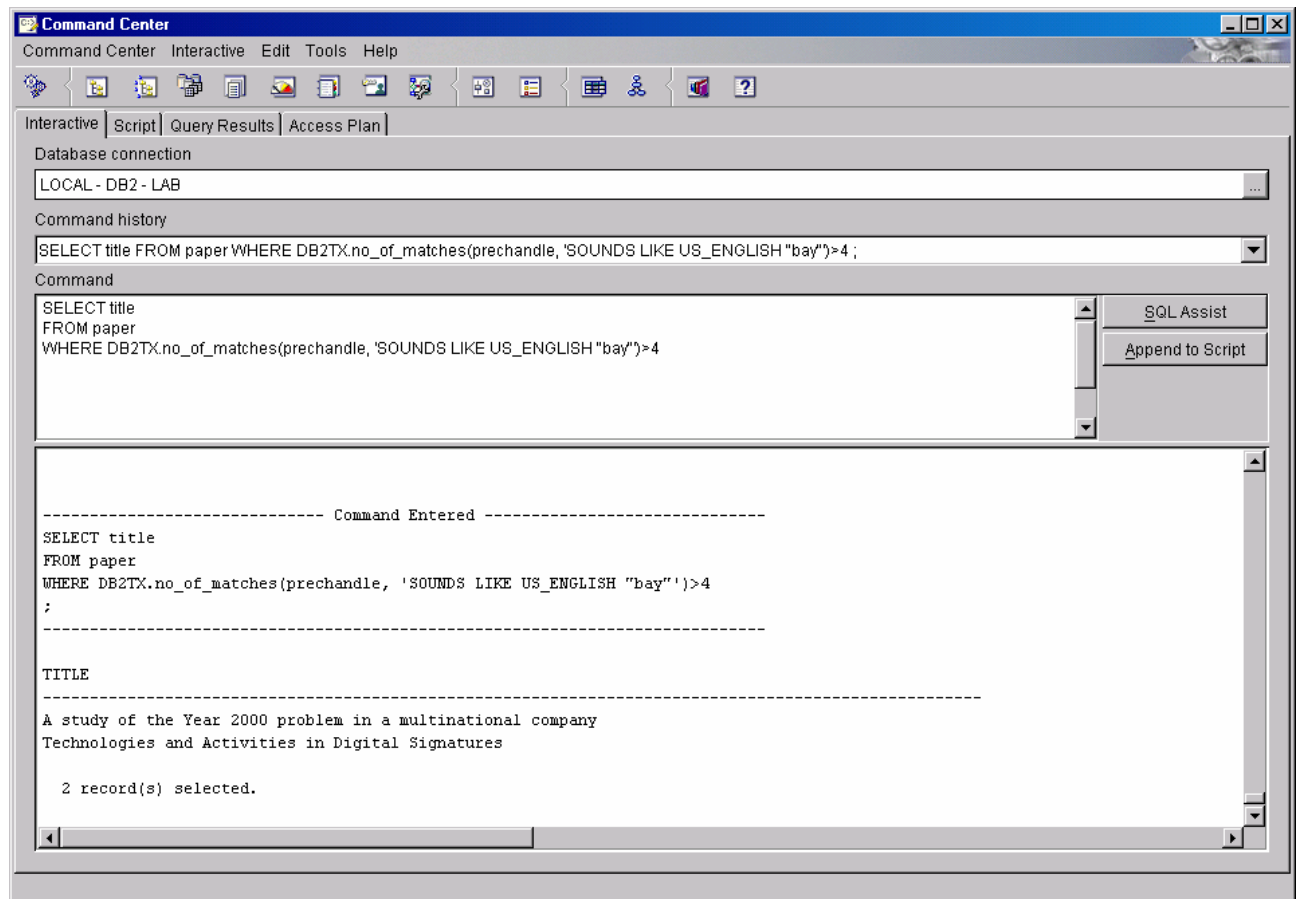 Command Center
Command Center Interactive Edit Tools Help
Interactive Script Query Results Access Plan
Database connection
LOCAL - DB2 - LAB
...
Command history
SELECT title FROM paper WHERE DB2TX.no_of_matches(prechandle, 'SOUNDS LIKE US_ENGLISH "bay"')>4 ;
Command
SELECT title
FROM paper
WHERE DB2TX.no_of_matches(prechandle, 'SOUNDS LIKE US_ENGLISH "bay"')>4
SQL Assist
Append to Script
------------------------------ Command Entered ------------------------------
SELECT title
FROM paper
WHERE DB2TX.no_of_matches(prechandle, 'SOUNDS LIKE US_ENGLISH "bay"')>4
;
-----------------------------------------------------------------------------
TITLE
----------------------------------------------------------------------------------------------------
A study of the Year 2000 problem in a multinational company
Technologies and Activities in Digital Signatures
2 record(s) selected.